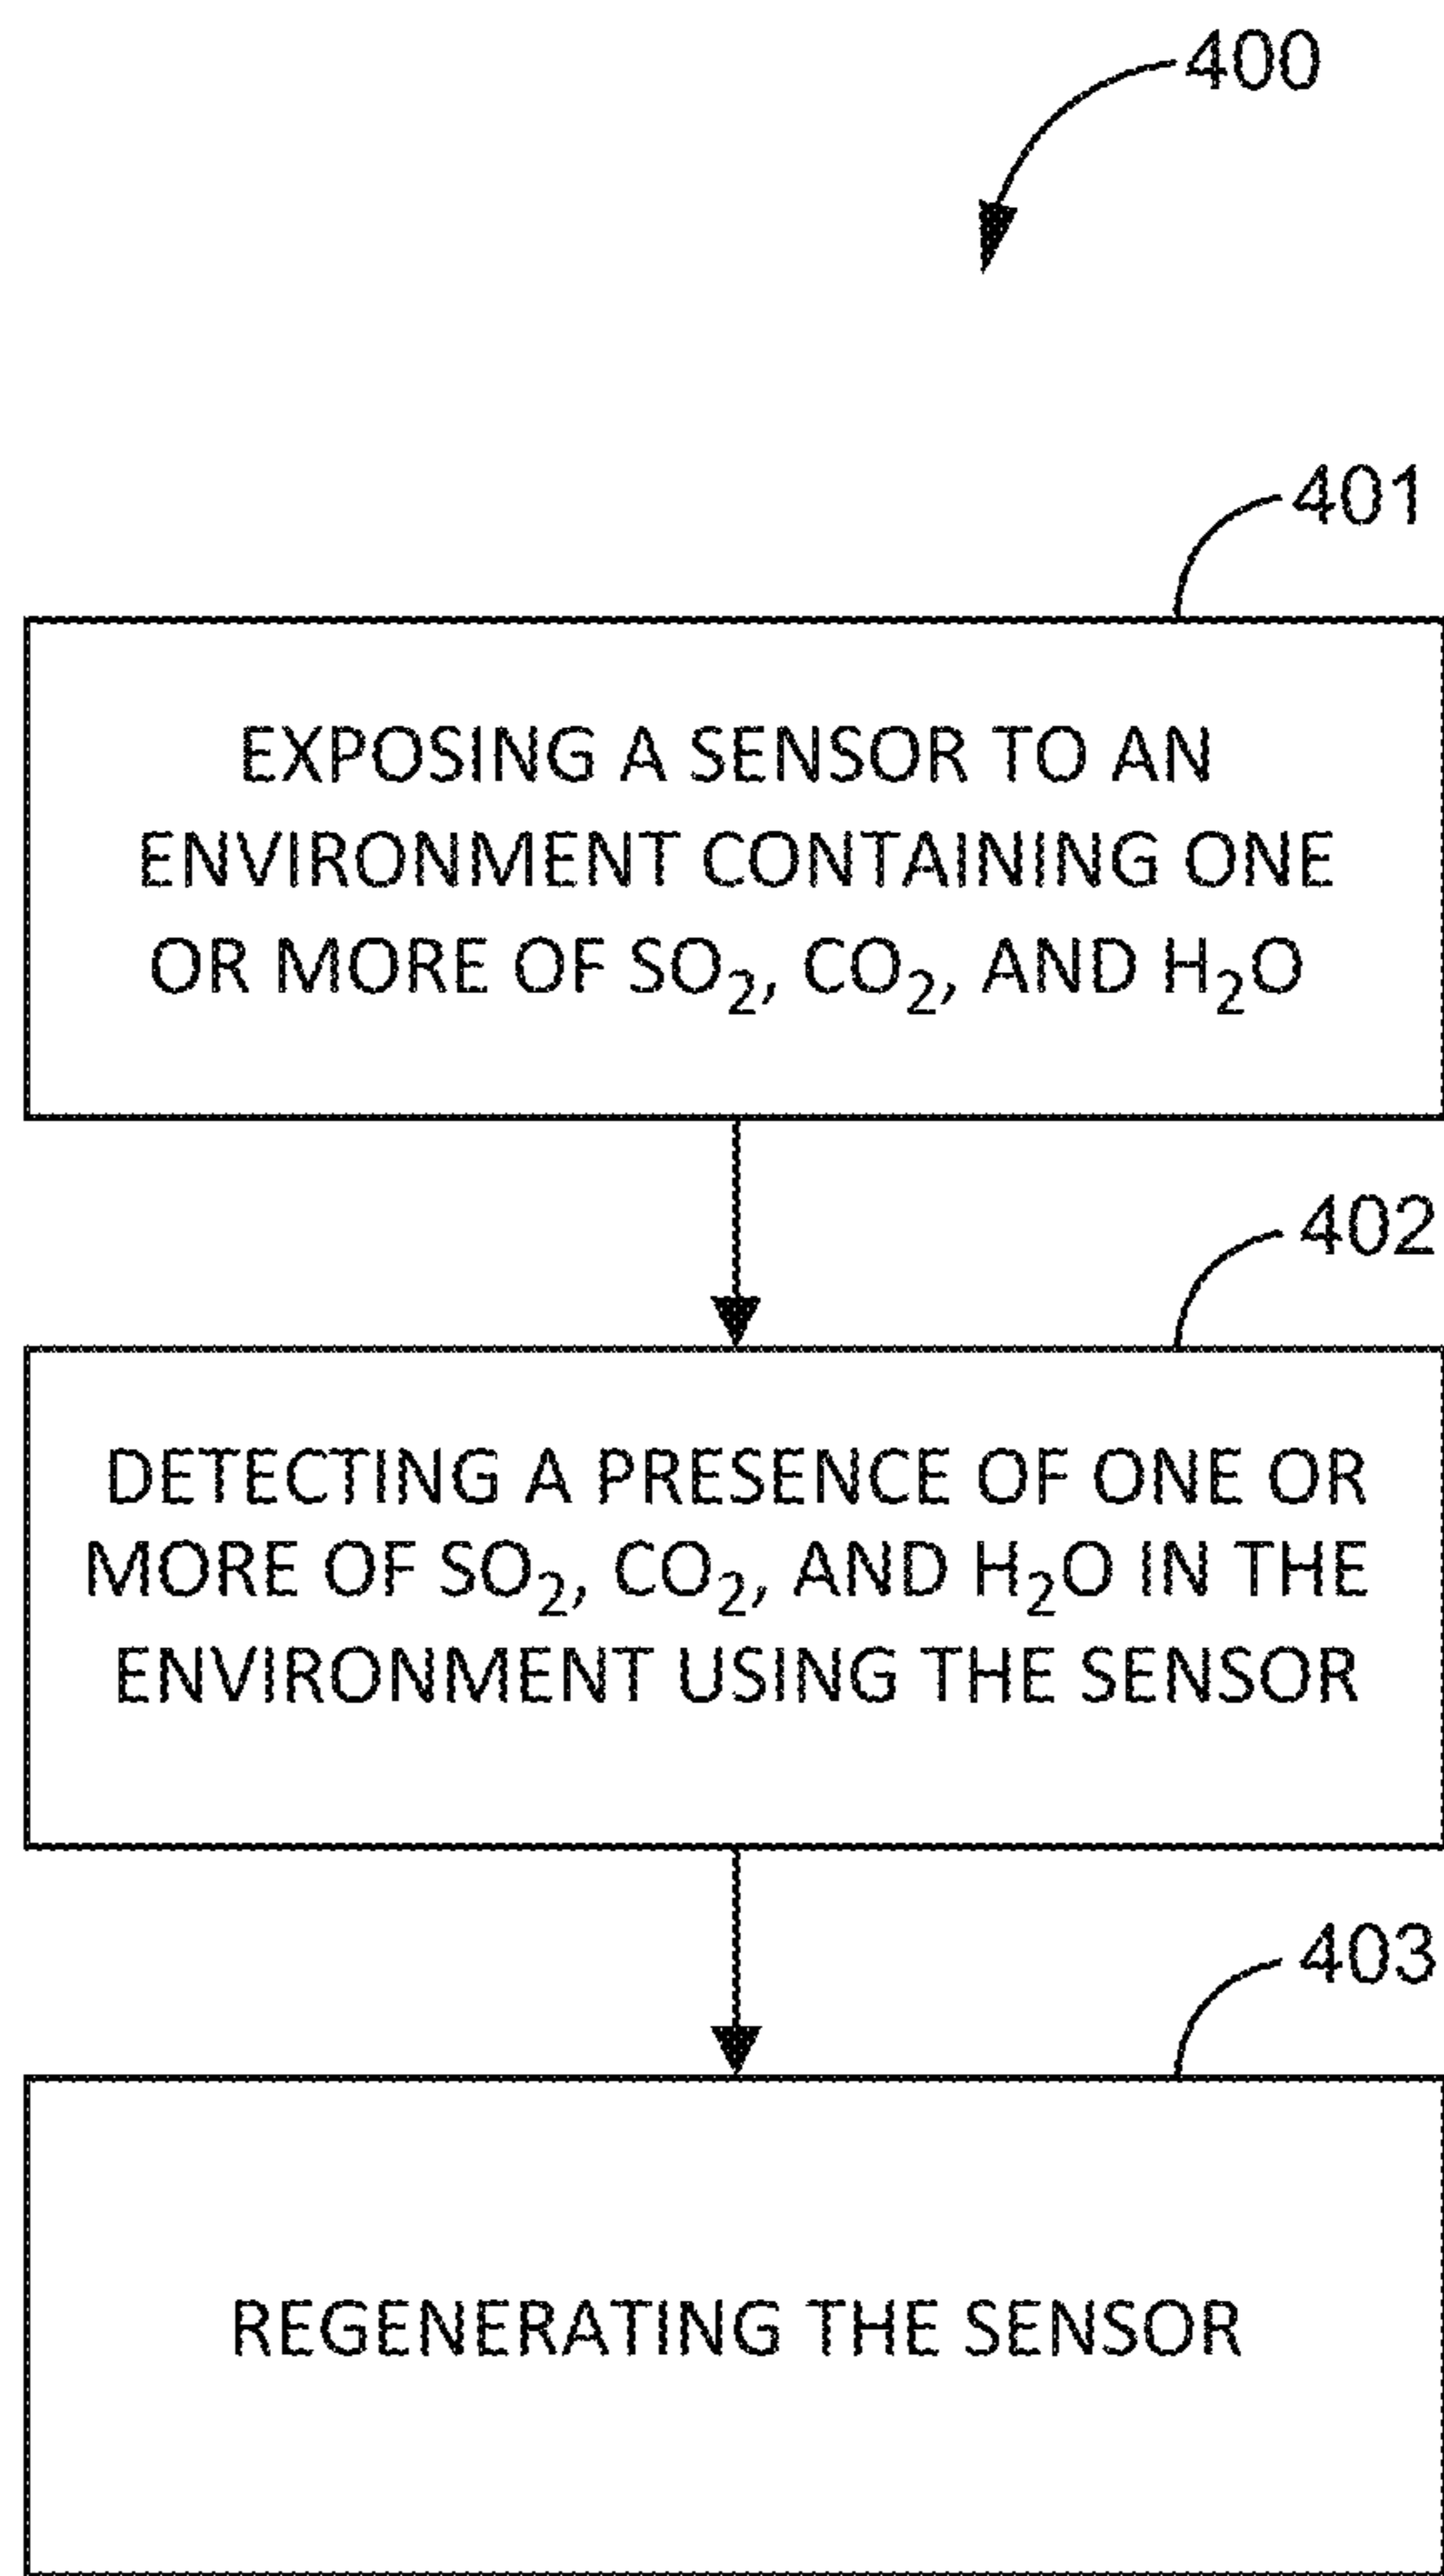 400
401
EXPOSING A SENSOR TO AN
ENVIRONMENT CONTAINING ONE
OR MORE OF SO₂, CO₂, AND H₂O
402
DETECTING A PRESENCE OF ONE OR
MORE OF SO₂, CO₂, AND H₂O IN THE
ENVIRONMENT USING THE SENSOR
403
REGENERATING THE SENSOR